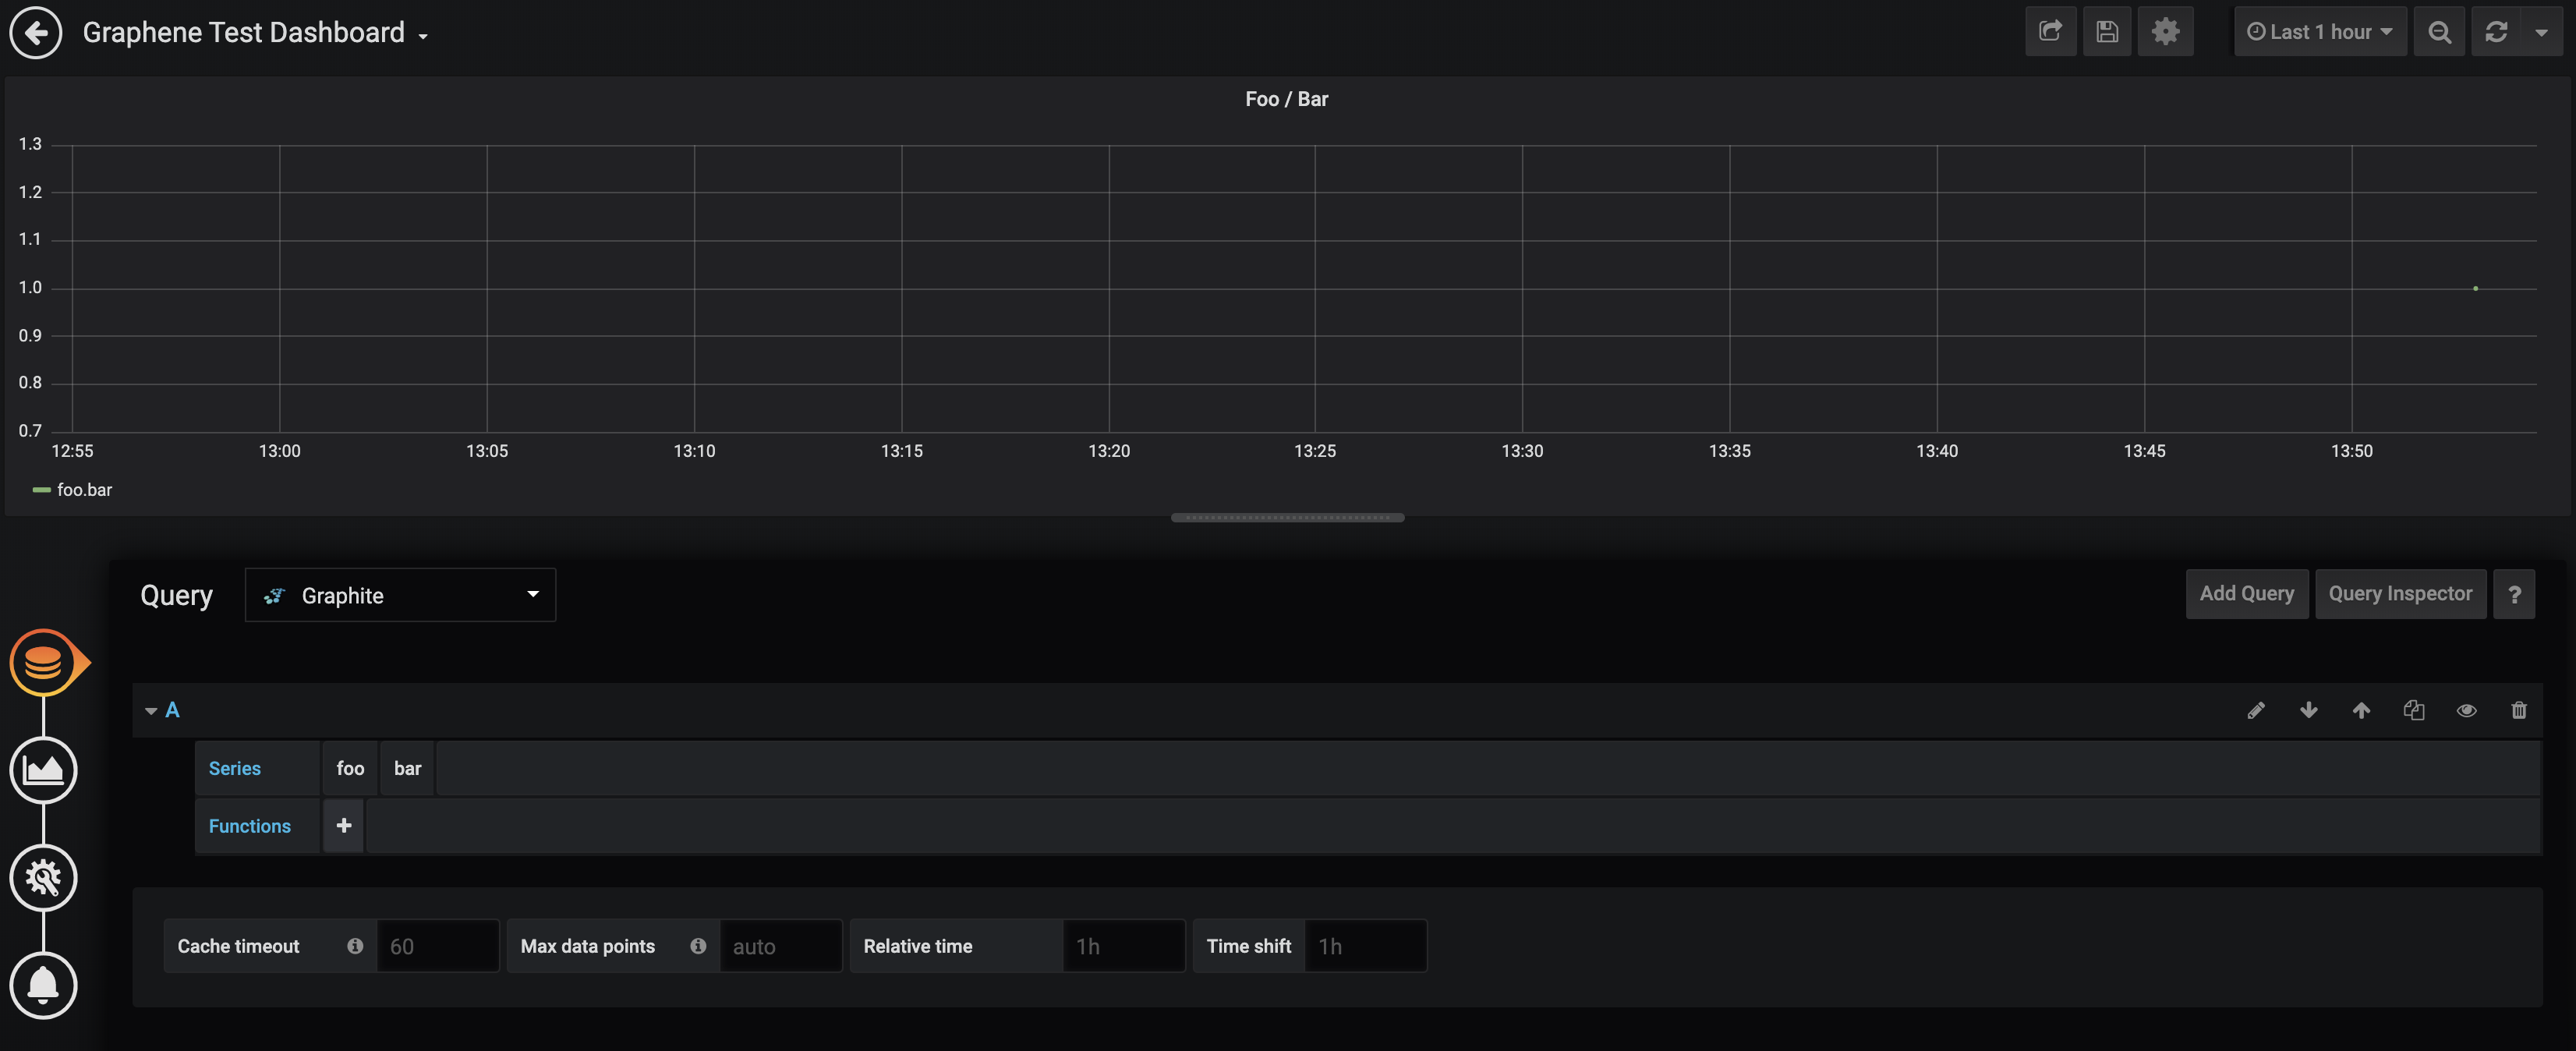 Graphene Test Dashboard
Last 1 hour
Foo / Bar
1.3
1.2
1.1
1.0
0.9
0.8
0.7
12:55 13:00 13:05 13:10 13:15 13:20 13:25 13:30 13:35 13:40 13:45 13:50
foo.bar
Query Graphite Add Query Query Inspector ?
A
Series foo bar
Functions +
Cache timeout 60 Max data points auto Relative time 1h Time shift 1h